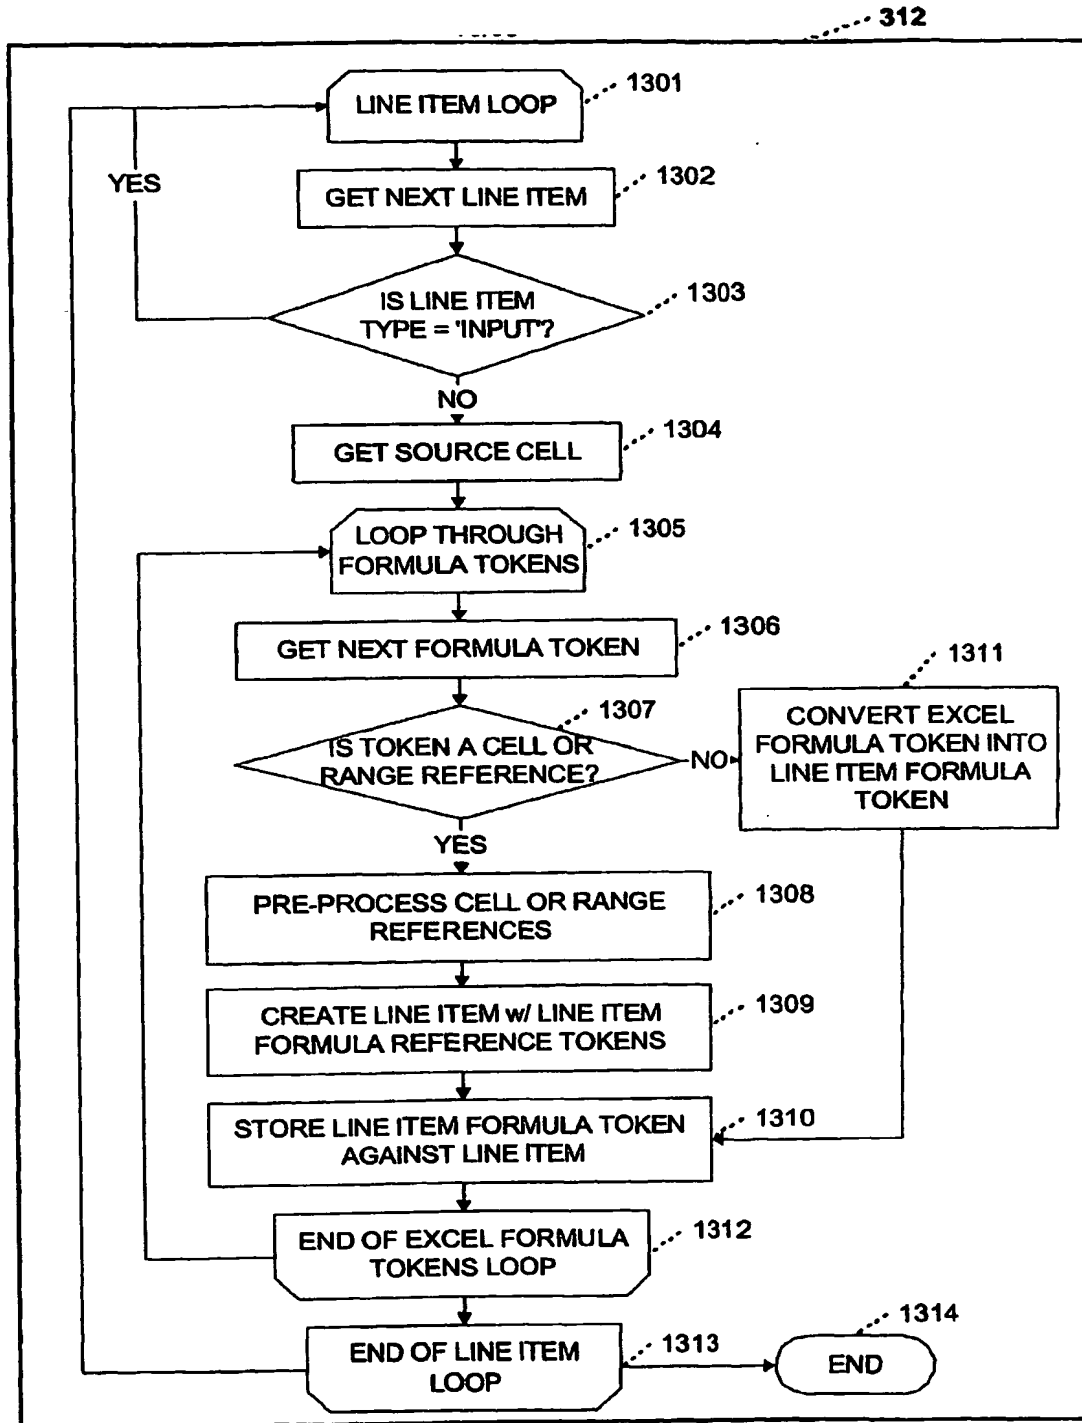 312
LINE ITEM LOOP
1301
GET NEXT LINE ITEM
1302
YES
IS LINE ITEM
TYPE = 'INPUT'?
1303
NO
GET SOURCE CELL
1304
LOOP THROUGH
FORMULA TOKENS
1305
GET NEXT FORMULA TOKEN
1306
1307
IS TOKEN A CELL OR
RANGE REFERENCE?
NO
1311
CONVERT EXCEL
FORMULA TOKEN INTO
LINE ITEM FORMULA
TOKEN
YES
PRE-PROCESS CELL OR RANGE
REFERENCES
1308
CREATE LINE ITEM w/ LINE ITEM
FORMULA REFERENCE TOKENS
1309
STORE LINE ITEM FORMULA TOKEN
AGAINST LINE ITEM
1310
END OF EXCEL FORMULA
TOKENS LOOP
1312
END OF LINE ITEM
LOOP
1313
END
1314